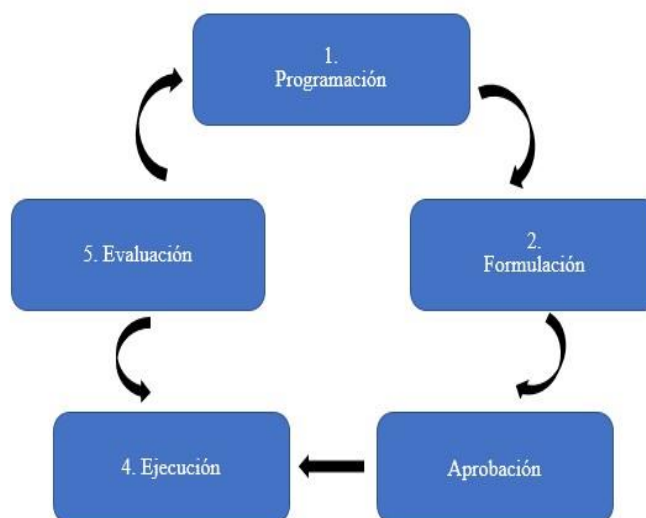 1.
Programación
2.
Formulación
Aprobación
4. Ejecución
5. Evaluación